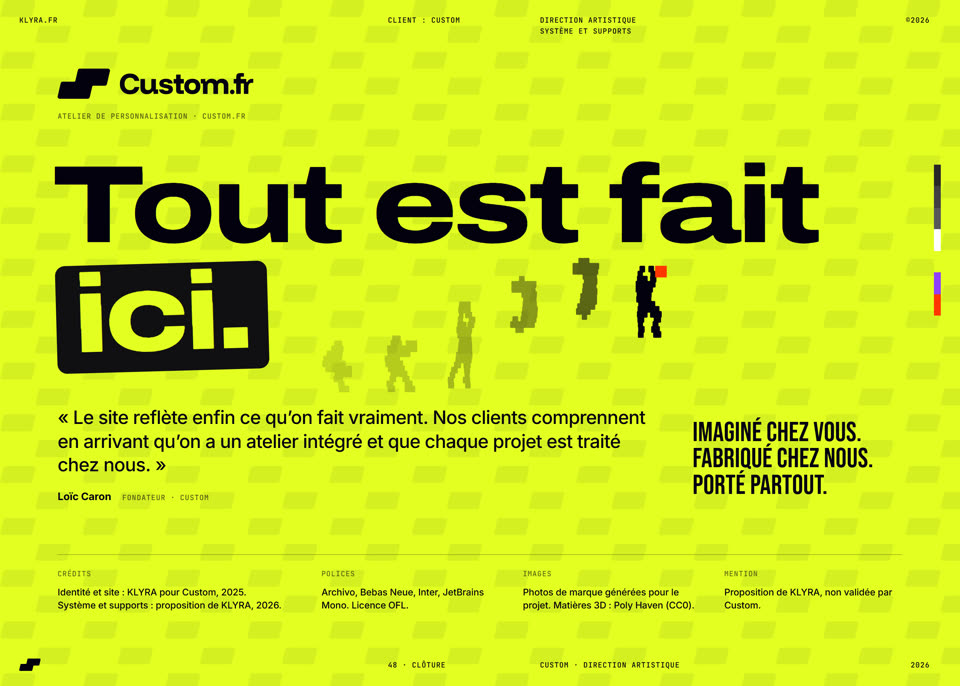 KLYRA.FR
CLIENT : CUSTOM
DIRECTION ARTISTIQUE
SYSTÈME ET SUPPORTS
©2026
Custom.fr
ATELIER DE PERSONNALISATION · CUSTOM.FR
Tout est fait
ici.
« Le site reflète enfin ce qu’on fait vraiment. Nos clients comprennent
en arrivant qu’on a un atelier intégré et que chaque projet est traité
chez nous. »
Loïc Caron FONDATEUR · CUSTOM
IMAGINÉ CHEZ VOUS.
FABRIQUÉ CHEZ NOUS.
PORTÉ PARTOUT.
CRÉDITS
Identité et site : KLYRA pour Custom, 2025.
Système et supports : proposition de KLYRA, 2026.
POLICES
Archivo, Bebas Neue, Inter, JetBrains
Mono. Licence OFL.
IMAGES
Photos de marque générées pour le
projet. Matières 3D : Poly Haven (CC0).
MENTION
Proposition de KLYRA, non validée par
Custom.
48 · CLÔTURE
CUSTOM · DIRECTION ARTISTIQUE
2026